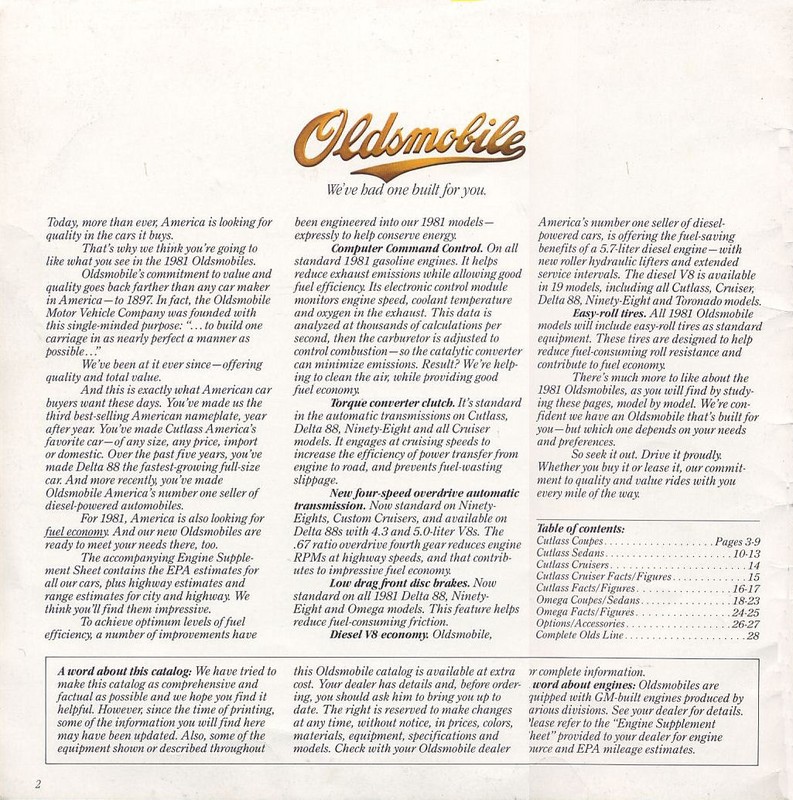 Oldsmobile
We've had one built for you.
Today, more than ever, America is looking for
quality in the cars it buys.
That's why we think you're going to
like what you see in the 1981 Oldsmobiles.
Oldsmobile's commitment to value and
quality goes back farther than any car maker
in America—to 1897. In fact, the Oldsmobile
Motor Vehicle Company was founded with
this single-minded purpose: "...to build one
carriage in as nearly perfect a manner as
possible..."
We've been at it ever since—offering
quality and total value.
And this is exactly what American car
buyers want these days. You've made us the
third best-selling American nameplate, year
after year. You've made Cutlass America's
favorite car—of any size, any price, import
or domestic. Over the past five years, you've
made Delta 88 the fastest-growing full-size
car. And more recently, you've made
Oldsmobile America's number one seller of
diesel-powered automobiles.
For 1981, America is also looking for
fuel economy. And our new Oldsmobiles are
ready to meet your needs there, too.
The accompanying Engine Supple-
ment Sheet contains the EPA estimates for
all our cars, plus highway estimates and
range estimates for city and highway. We
think you'll find them impressive.
To achieve optimum levels of fuel
efficiency, a number of improvements have
been engineered into our 1981 models—
expressly to help conserve energy.
Computer Command Control. On all
standard 1981 gasoline engines. It helps
reduce exhaust emissions while allowing good
fuel efficiency. Its electronic control module
monitors engine speed, coolant temperature
and oxygen in the exhaust. This data is
analyzed at thousands of calculations per
second, then the carburetor is adjusted to
control combustion—so the catalytic converter
can minimize emissions. Result? We're help-
ing to clean the air, while providing good
fuel economy.
Torque converter clutch. It's standard
in the automatic transmissions on Cutlass,
Delta 88, Ninety-Eight and all Cruiser
models. It engages at cruising speeds to
increase the efficiency of power transfer from
engine to road, and prevents fuel-wasting
slippage.
New four-speed overdrive automatic
transmission. Now standard on Ninety-
Eights, Custom Cruisers, and available on
Delta 88s with 4.3 and 5.0-liter V8s. The
.67 ratio overdrive fourth gear reduces engine
RPMs at highway speeds, and that contrib-
utes to impressive fuel economy.
Low drag front disc brakes. Now
standard on all 1981 Delta 88, Ninety-
Eight and Omega models. This feature helps
reduce fuel-consuming friction.
Diesel V8 economy. Oldsmobile,
America's number one seller of diesel-
powered cars, is offering the fuel-saving
benefits of a 5.7-liter diesel engine—with
new roller hydraulic lifters and extended
service intervals. The diesel V8 is available
in 19 models, including all Cutlass, Cruiser,
Delta 88, Ninety-Eight and Toronado models.
Easy-roll tires. All 1981 Oldsmobile
models will include easy-roll tires as standard
equipment. These tires are designed to help
reduce fuel-consuming roll resistance and
contribute to fuel economy.
There's much more to like about the
1981 Oldsmobiles, as you will find by study-
ing these pages, model by model. We're con-
fident we have an Oldsmobile that's built for
you—but which one depends on your needs
and preferences.
So seek it out. Drive it proudly.
Whether you buy it or lease it, our commit-
ment to quality and value rides with you
every mile of the way.
Table of contents:
Cutlass Coupes.....................Pages 3-9
Cutlass Sedans.....................10-13
Cutlass Cruisers.....................14
Cutlass Cruiser Facts/Figures...........15
Cutlass Facts/Figures................16-17
Omega Coupes/Sedans..............18-23
Omega Facts/Figures................24-25
Options/Accessories.................26-27
Complete Olds Line.....................28
A word about this catalog: We have tried to
make this catalog as comprehensive and
factual as possible and we hope you find it
helpful. However, since the time of printing,
some of the information you will find here
may have been updated. Also, some of the
equipment shown or described throughout
this Oldsmobile catalog is available at extra
cost. Your dealer has details and, before order-
ing, you should ask him to bring you up to
date. The right is reserved to make changes
at any time, without notice, in prices, colors,
materials, equipment, specifications and
models. Check with your Oldsmobile dealer
or complete information.
word about engines: Oldsmobiles are
quipped with GM-built engines produced by
arious divisions. See your dealer for details.
lease refer to the "Engine Supplement
heet" provided to your dealer for engine
urce and EPA mileage estimates.
2